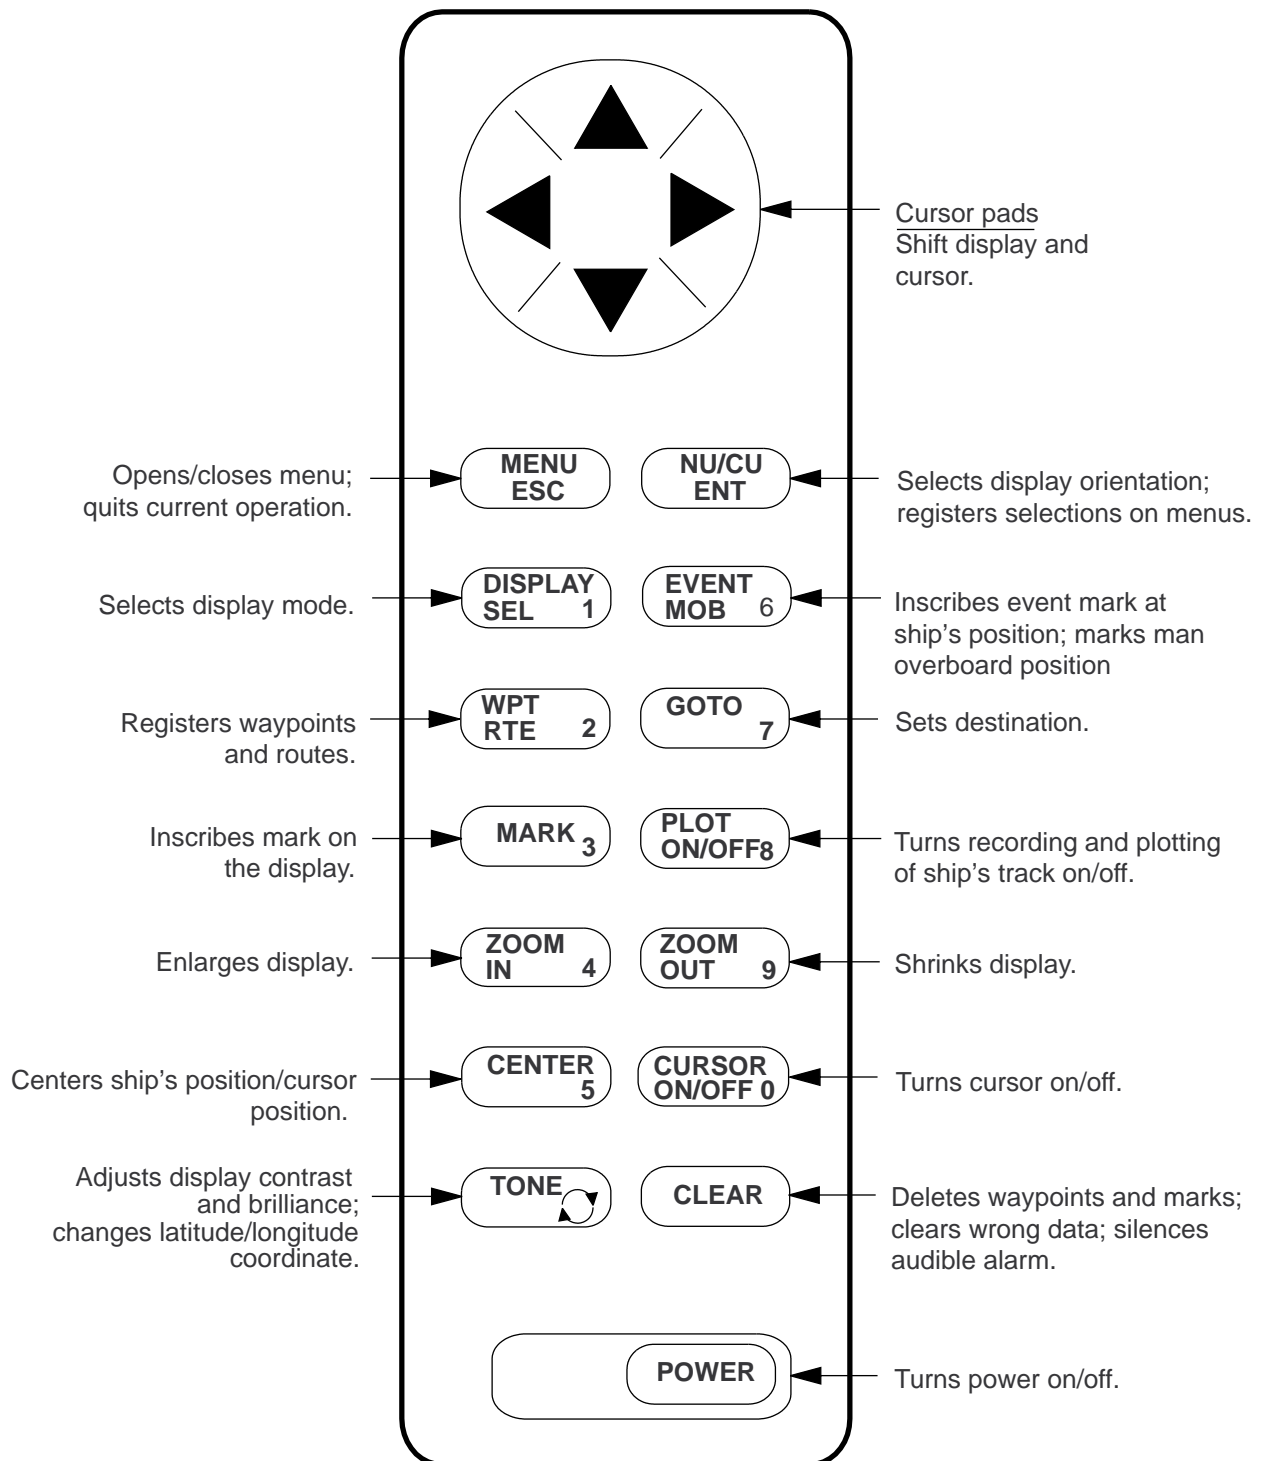 Cursor pads
Shift display and
cursor.
Opens/closes menu;
quits current operation.
MENU
ESC
NU/CU
ENT
Selects display orientation;
registers selections on menus.
Selects display mode.
DISPLAY
SEL 1
EVENT
MOB 6
Inscribes event mark at
ship's position; marks man
overboard position
Registers waypoints
and routes.
WPT
RTE 2
GOTO
7
Sets destination.
Inscribes mark on
the display.
MARK 3
PLOT
ON/OFF8
Turns recording and plotting
of ship's track on/off.
Enlarges display.
ZOOM
IN 4
ZOOM
OUT 9
Shrinks display.
Centers ship's position/cursor
position.
CENTER
5
CURSOR
ON/OFF 0
Turns cursor on/off.
Adjusts display contrast
and brilliance;
changes latitude/longitude
coordinate.
TONE
CLEAR
Deletes waypoints and marks;
clears wrong data; silences
audible alarm.
POWER
Turns power on/off.